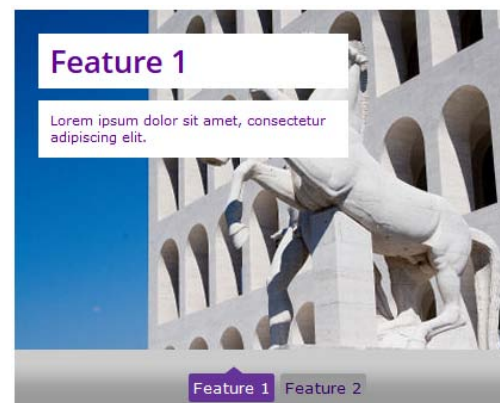 Feature 1
Lorem ipsum dolor sit amet, consectetur
adipiscing elit.
Feature 1 Feature 2